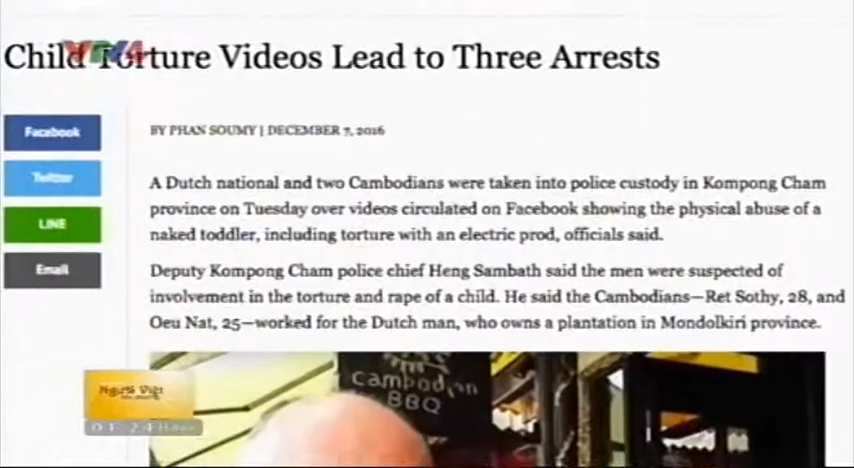 Child Torture Videos Lead to Three Arrests
VTV4
Facebook
BY PHAN SOUMY | DECEMBER 7, 2016
Twitter
A Dutch national and two Cambodians were taken into police custody in Kompong Cham
province on Tuesday over videos circulated on Facebook showing the physical abuse of a
naked toddler, including torture with an electric prod, officials said.
LINE
Email
Deputy Kompong Cham police chief Heng Sambath said the men were suspected of
involvement in the torture and rape of a child. He said the Cambodians—Ret Sothy, 28, and
Oeu Nat, 25—worked for the Dutch man, who owns a plantation in Mondolkiri province.
cambodian
BBQ
Người Việt